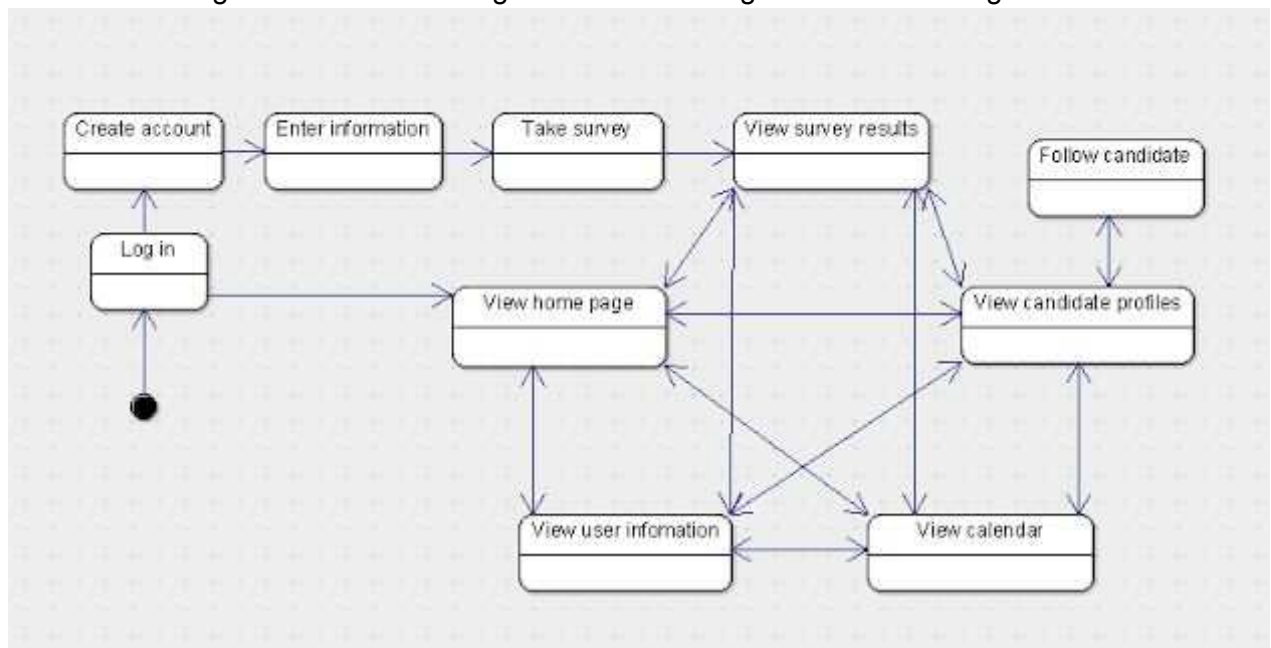 Create account
Enter information
Take survey
View survey results
Follow candidate
Log in
View home page
View candidate profiles
View user infomation
View calendar